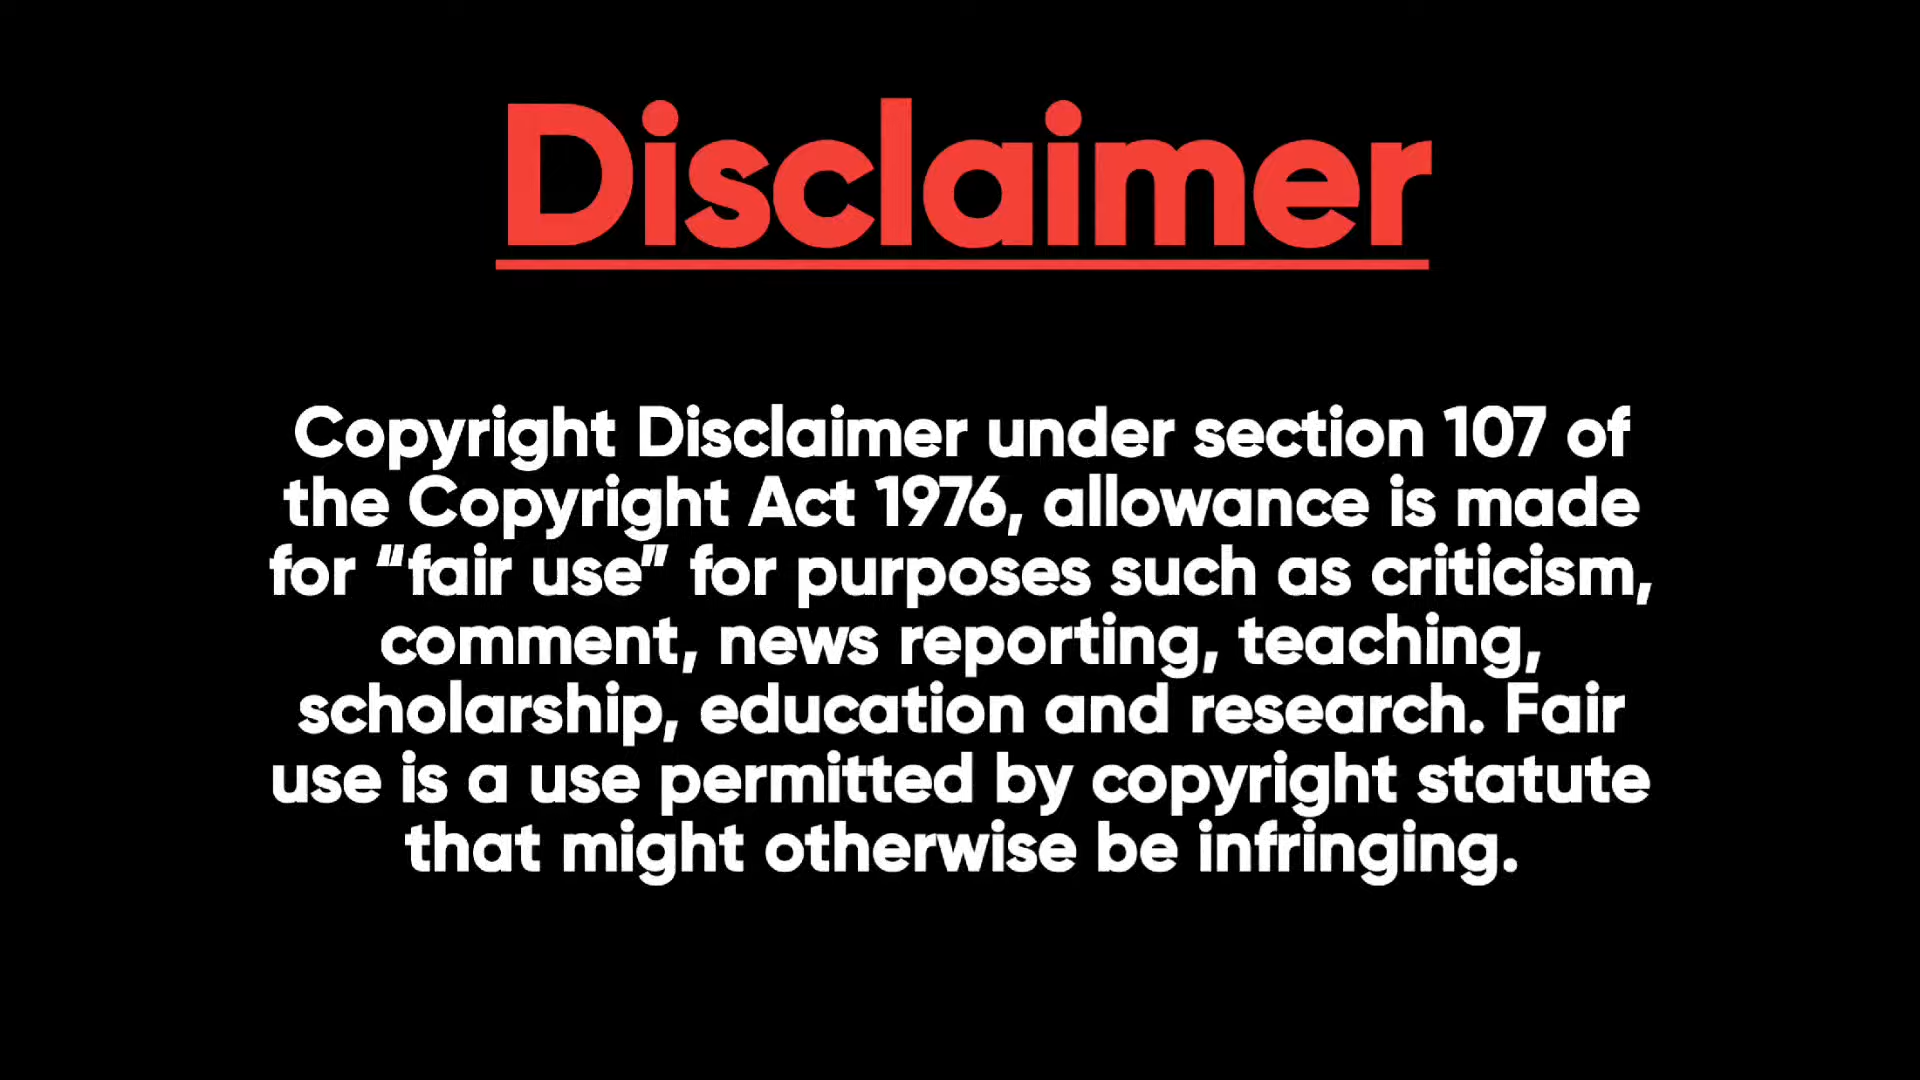 Disclaimer
Copyright Disclaimer under section 107 of
the Copyright Act 1976, allowance is made
for “fair use” for purposes such as criticism,
comment, news reporting, teaching,
scholarship, education and research. Fair
use is a use permitted by copyright statute
that might otherwise be infringing.